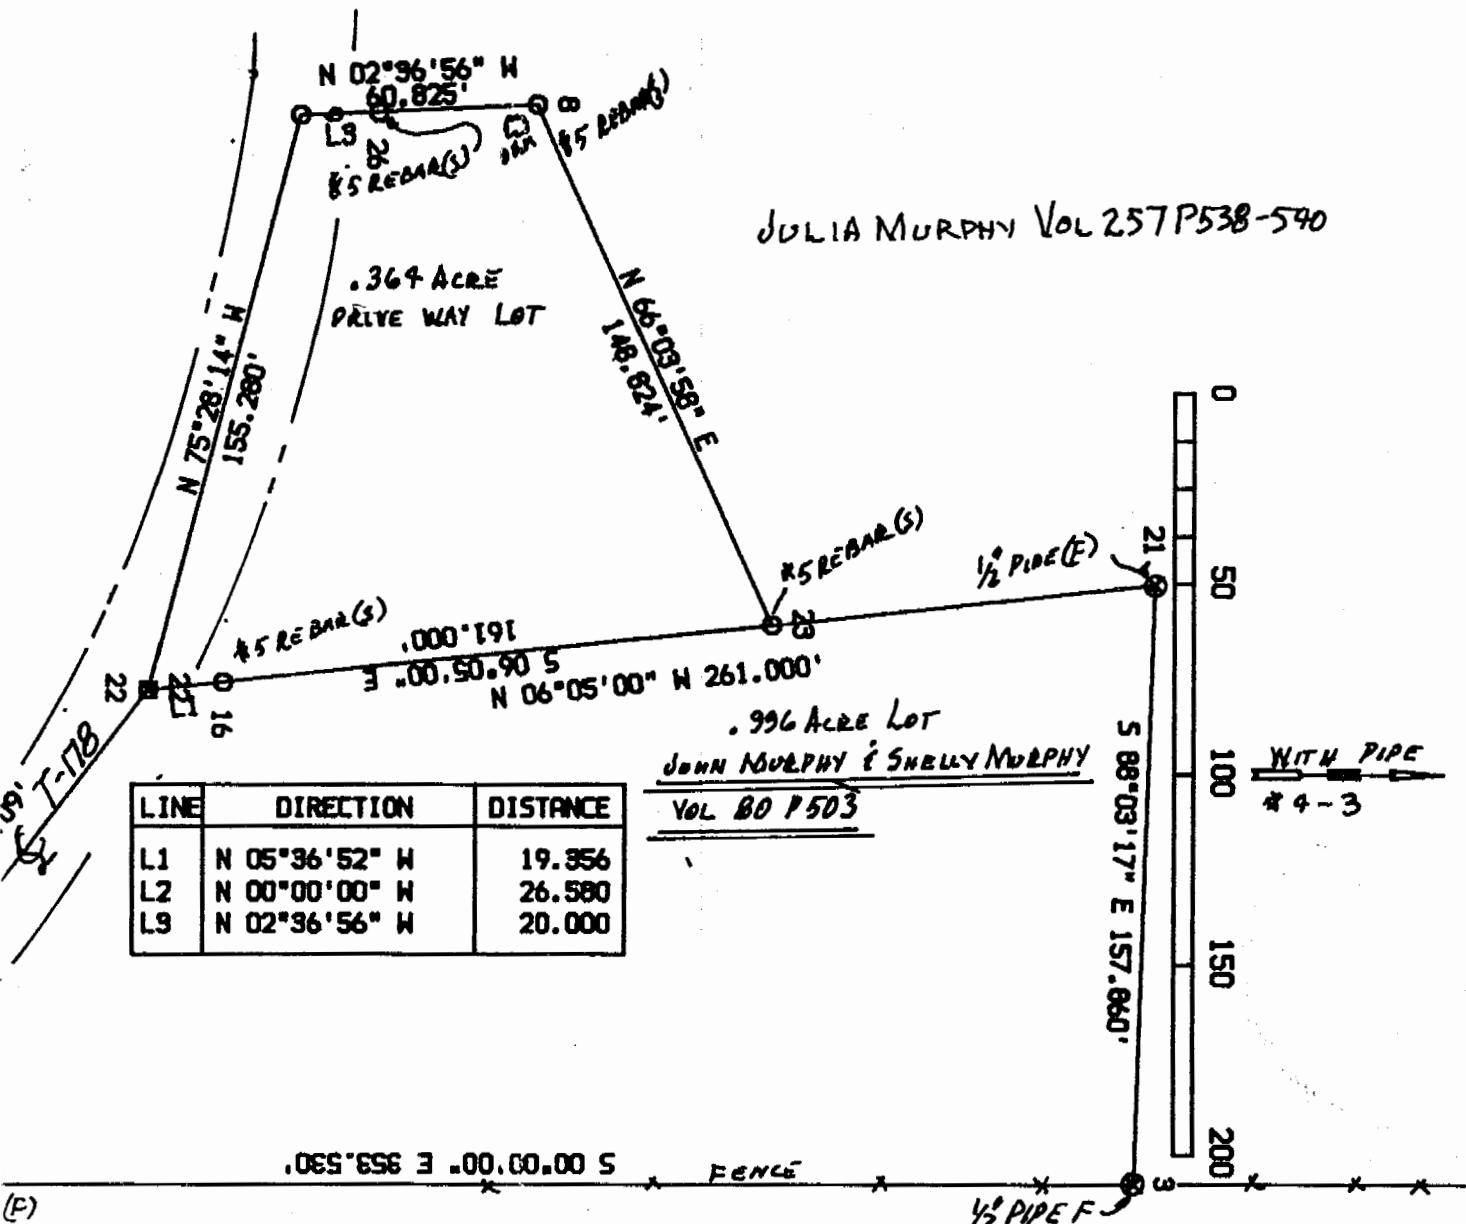 N 02°36'56" W
60.825'
L3
26
8
#5 REBAR(S)
#5 REBAR(S)
JULIA MURPHY VOL 257 P538-540
.364 ACRE
DRIVE WAY LOT
N 75°28'14" W
155.280'
N 66°03'58" E
148.824'
#5 REBAR(S)
1/2" PIPE (F)
21
23
#5 REBAR(S)
161.000'
S 06°05'00" E
N 06°05'00" W 261.000'
22
L1
16
T-178
.996 ACRE LOT
JOHN MURPHY & SHELLY MURPHY
VOL 80 P 503
S 88°03'17" E 157.860'
0
50
100
150
200
WITH PIPE
#4-3
LINE DIRECTION DISTANCE
L1 N 05°36'52" W 19.356
L2 N 00°00'00" W 26.580
L3 N 02°36'56" W 20.000
S 00°00'00" E 353.530'
FENCE
3
1/2" PIPE F
(F)